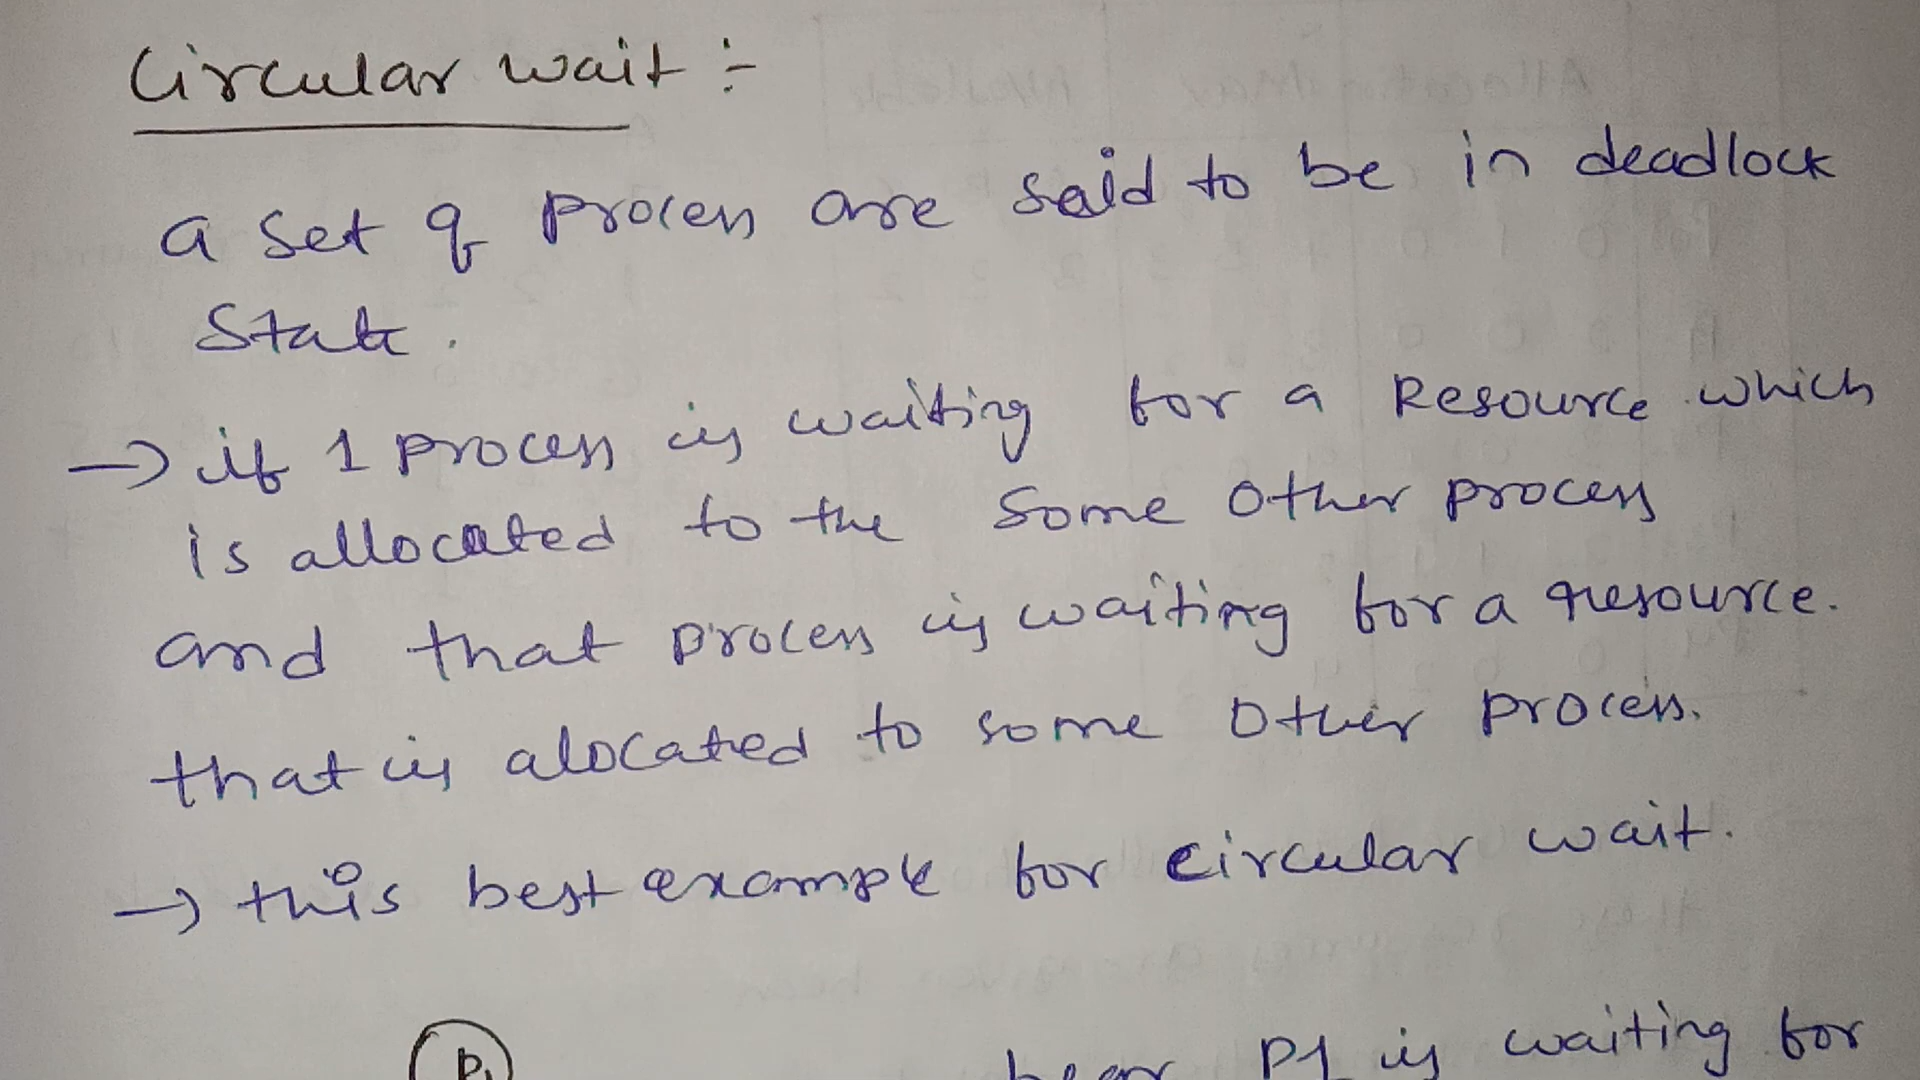 Circular wait :-
a set of process are said to be in deadlock
state.
→ if 1 process is waiting for a Resource which
is allocated to the some other process
and that process is waiting for a resource.
that is alocated to some other process.
→ this best example for circular wait.
P1
hear P1 is waiting for